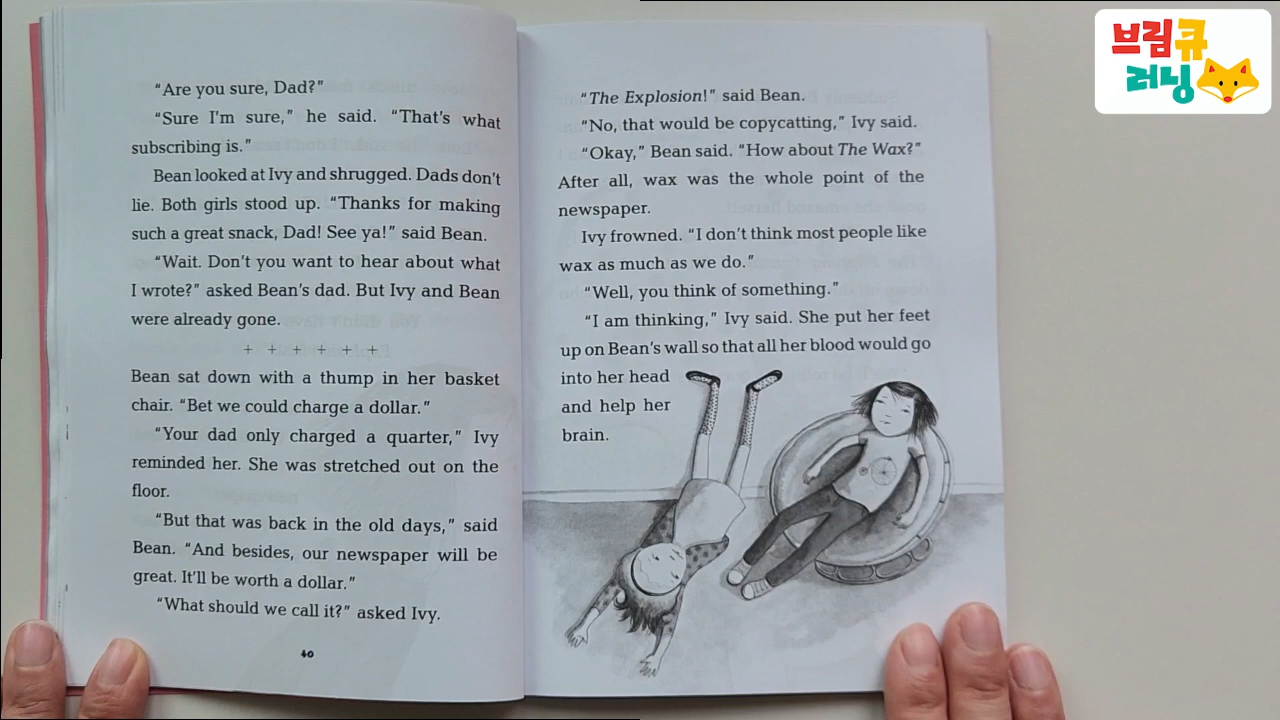 “Are you sure, Dad?”
“Sure I'm sure,” he said. “That's what
subscribing is.”
Bean looked at Ivy and shrugged. Dads don't
lie. Both girls stood up. “Thanks for making
such a great snack, Dad! See ya!” said Bean.
“Wait. Don't you want to hear about what
I wrote?” asked Bean's dad. But Ivy and Bean
were already gone.
+ + + + + +
Bean sat down with a thump in her basket
chair. “Bet we could charge a dollar.”
“Your dad only charged a quarter,” Ivy
reminded her. She was stretched out on the
floor.
“But that was back in the old days,” said
Bean. “And besides, our newspaper will be
great. It'll be worth a dollar.”
“What should we call it?” asked Ivy.
40
“The Explosion!” said Bean.
“No, that would be copycatting,” Ivy said.
“Okay,” Bean said. “How about The Wax?”
After all, wax was the whole point of the
newspaper.
Ivy frowned. “I don't think most people like
wax as much as we do.”
“Well, you think of something.”
“I am thinking,” Ivy said. She put her feet
up on Bean's wall so that all her blood would go
into her head
and help her
brain.
브림큐
러닝